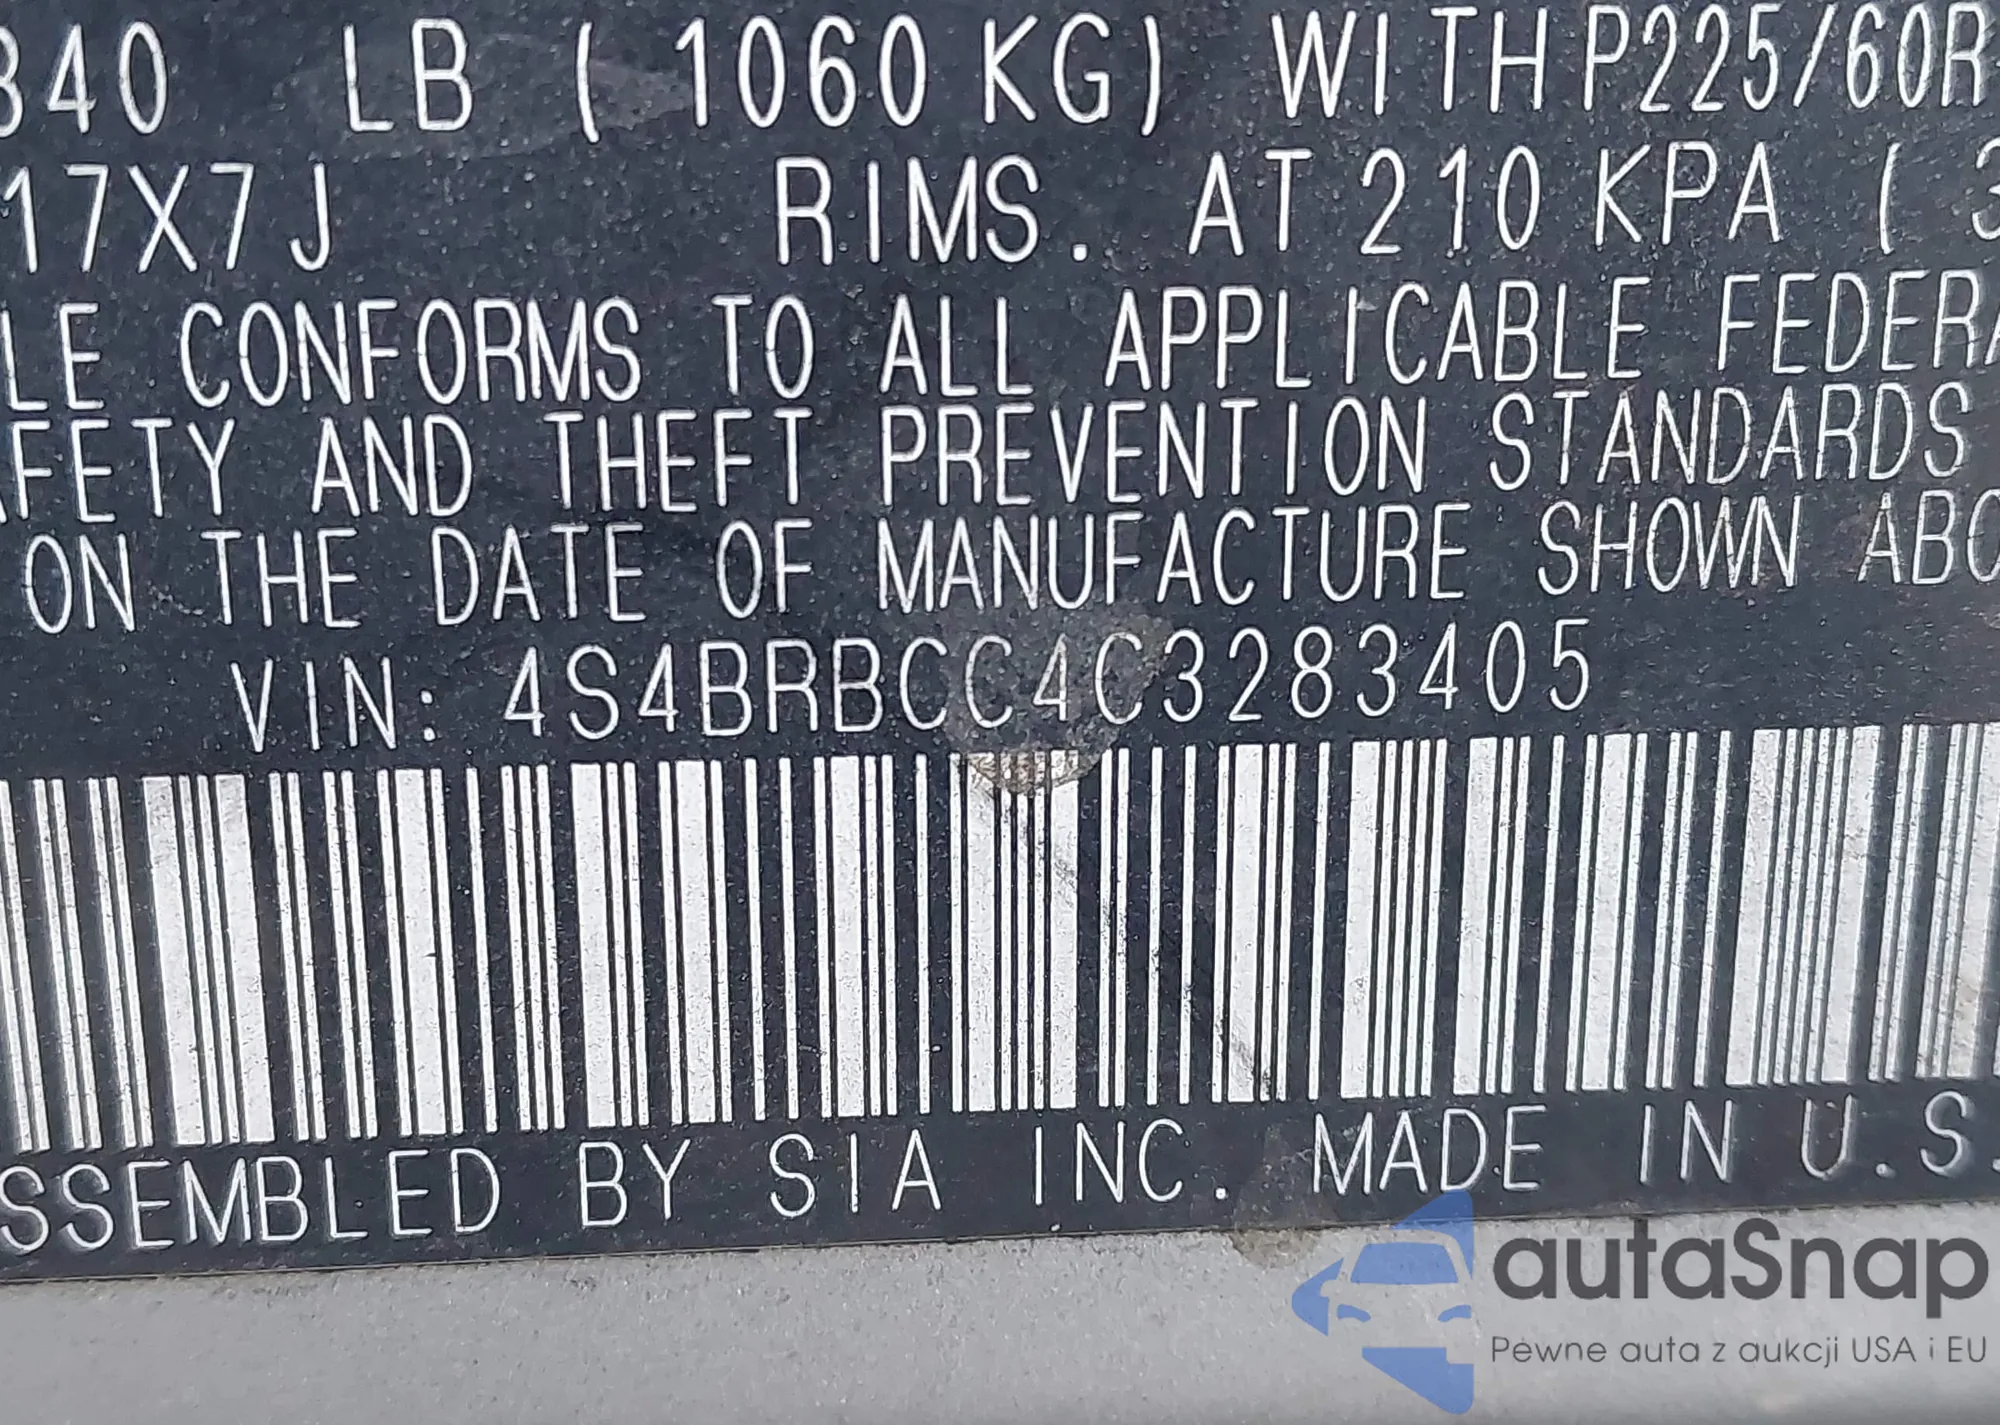 340 LB ( 1060 KG) WITH P225/60R
17X7J RIMS. AT 210 KPA ( 3
LE CONFORMS TO ALL APPLICABLE FEDERA
AFETY AND THEFT PREVENTION STANDARDS
ON THE DATE OF MANUFACTURE SHOWN ABO
VIN: 4S4BRBCC4C3283405
SSEMBLED BY SIA INC. MADE IN U.S.
autaSnap
Pewne auta z aukcji USA i EU